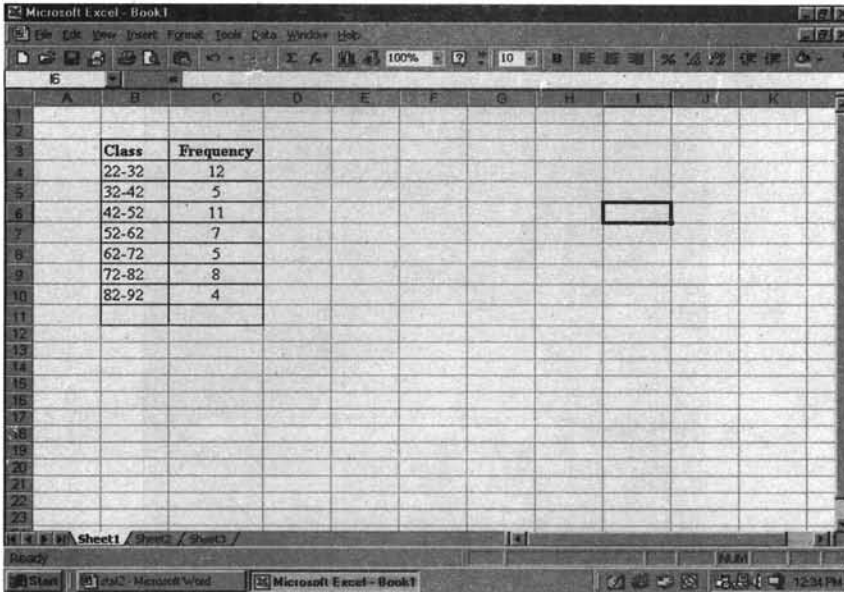 Microsoft Excel - Book1
File Edit View Insert Format Tools Data Window Help
100% 10 B
I6 =
A B C D E F G H I J K
1
2
3 Class Frequency
4 22-32 12
5 32-42 5
6 42-52 11
7 52-62 7
8 62-72 5
9 72-82 8
10 82-92 4
11
12
13
14
15
16
17
18
19
20
21
22
23
Sheet1 Sheet2 Sheet3
Ready NUM
Start stat2 - Microsoft Word Microsoft Excel - Book1 12:34 PM